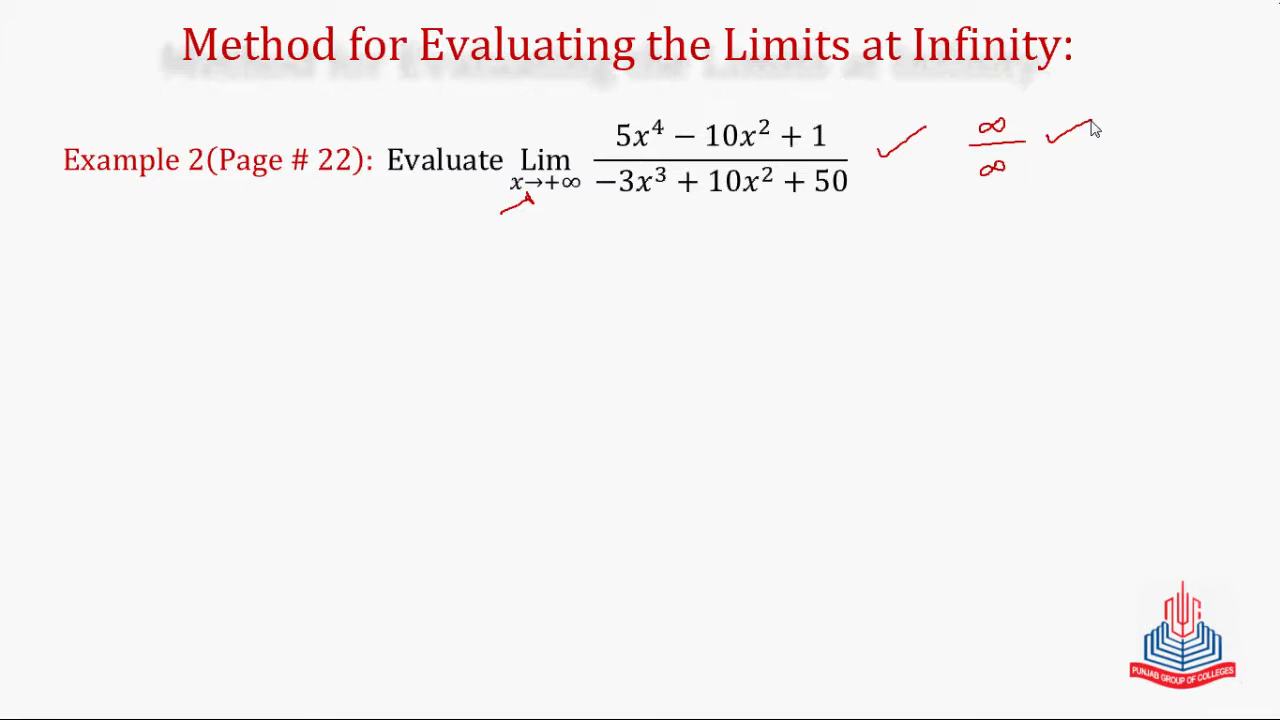 Method for Evaluating the Limits at Infinity:
Example 2(Page # 22): Evaluate Lim x→+∞ (5x⁴ − 10x² + 1)/(−3x³ + 10x² + 50) ✓ ∞/∞ ✓
PUNJAB GROUP OF COLLEGES